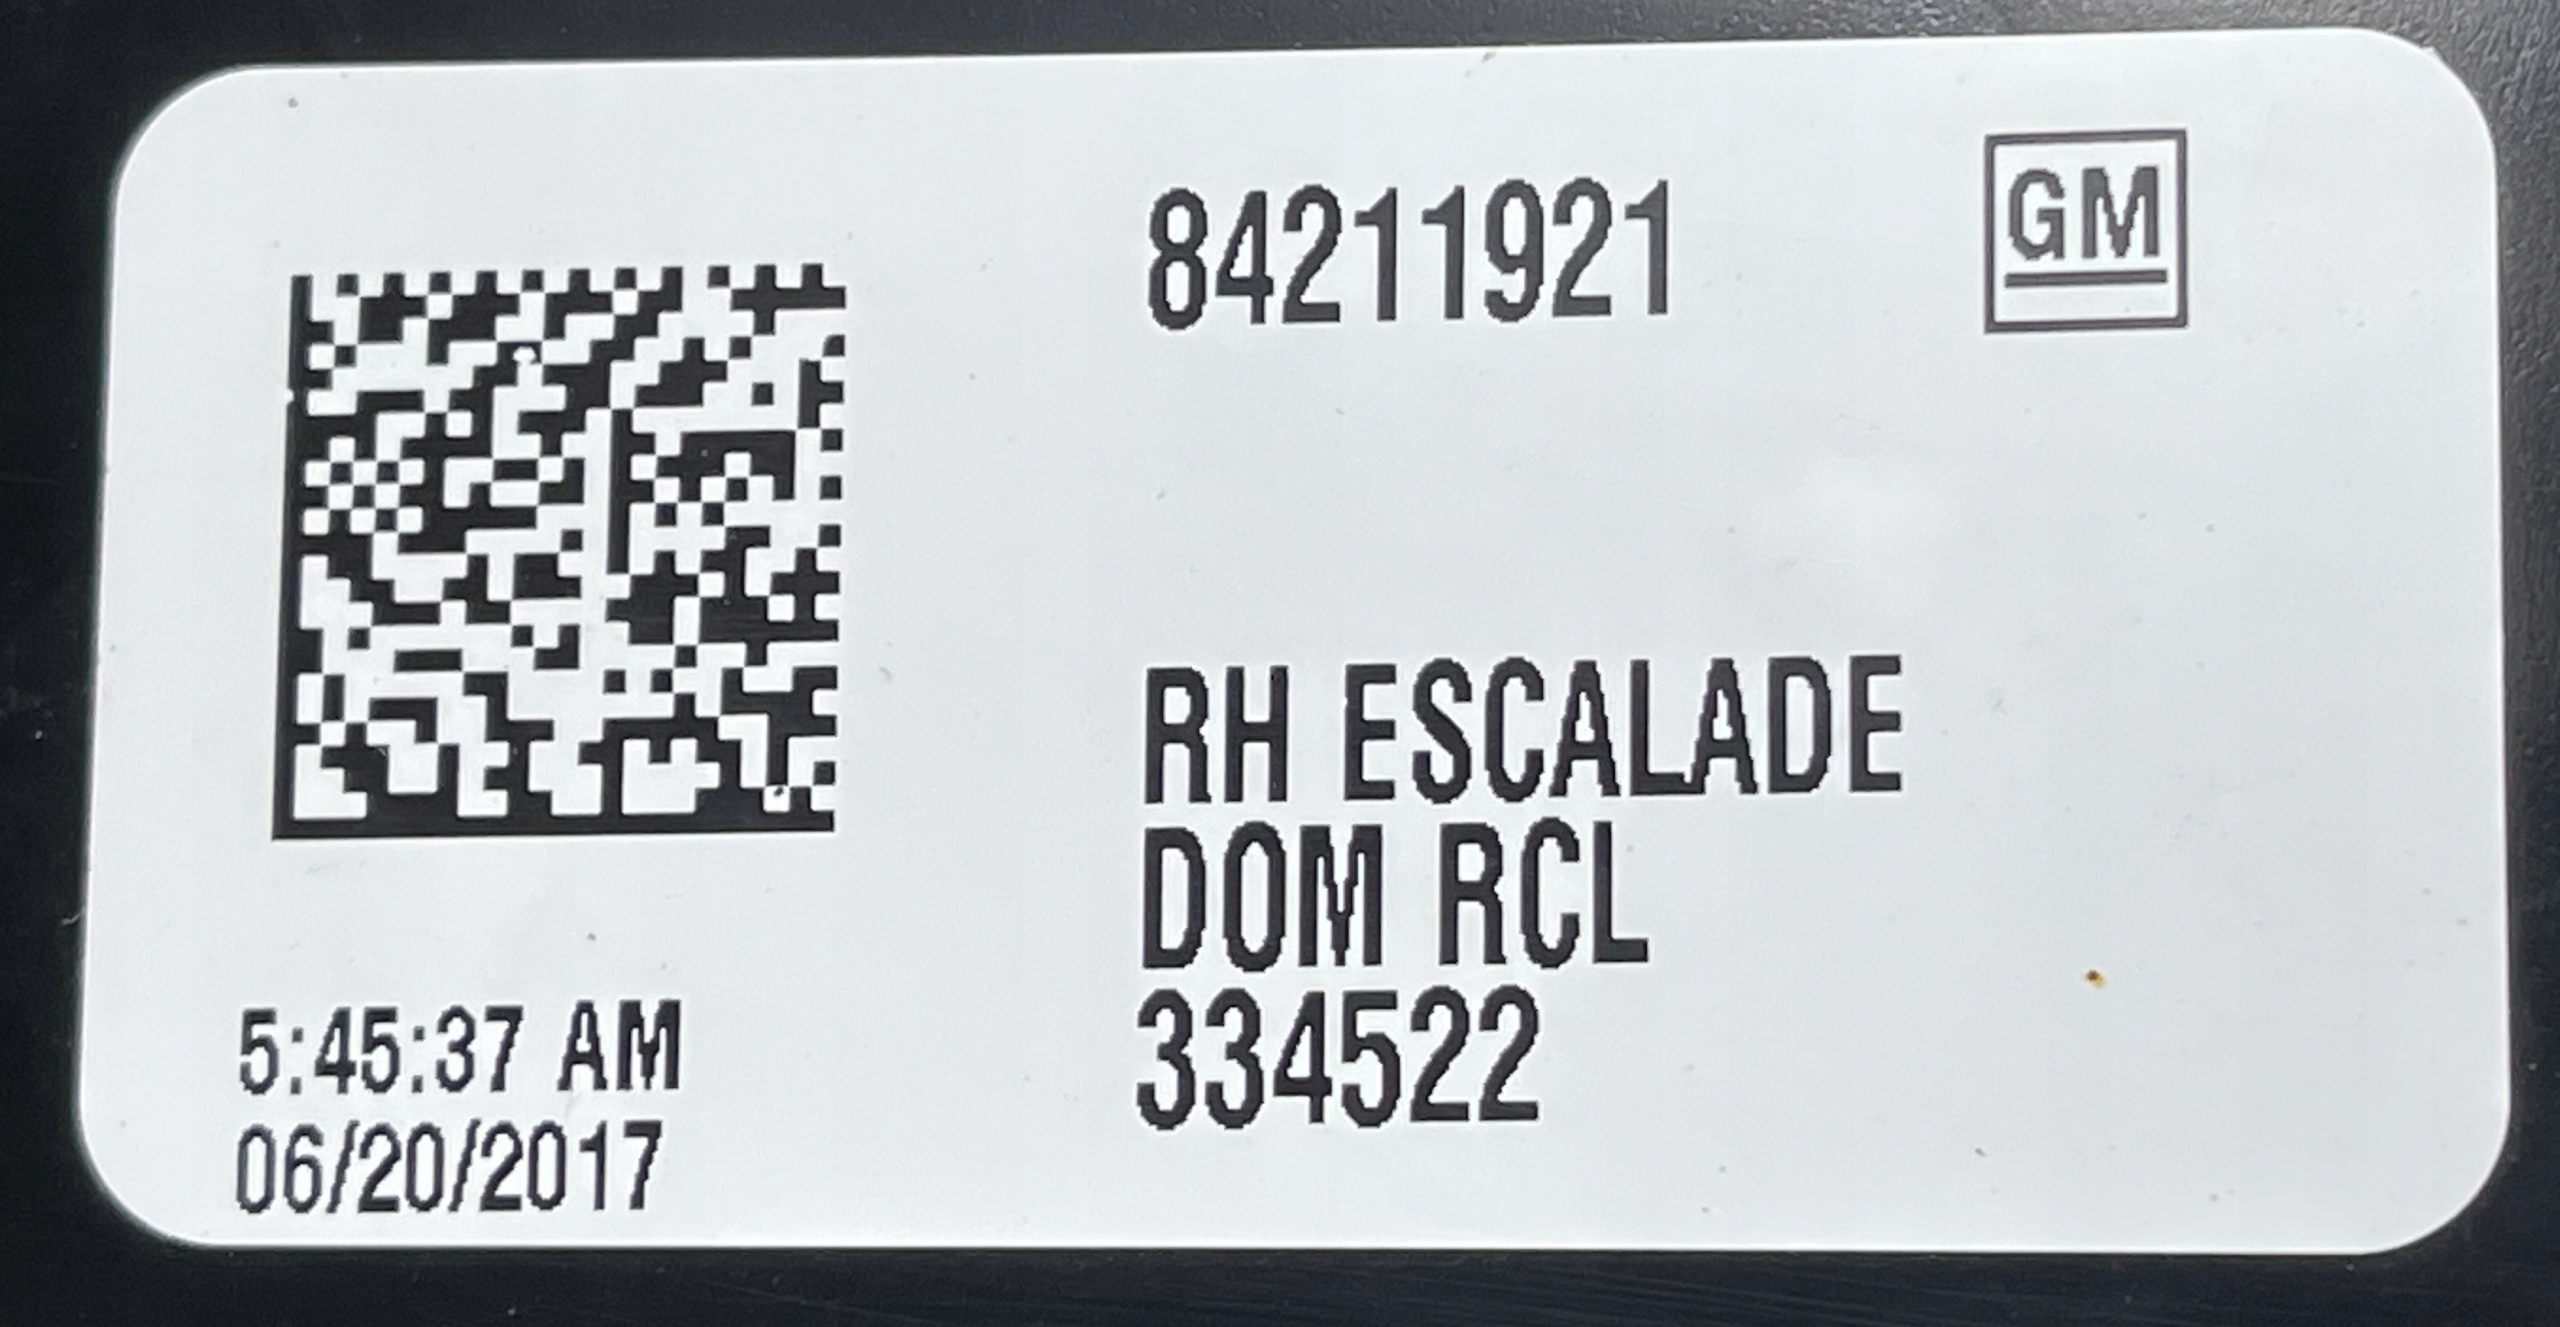 84211921
GM
RH ESCALADE
DOM RCL
334522
5:45:37 AM
06/20/2017